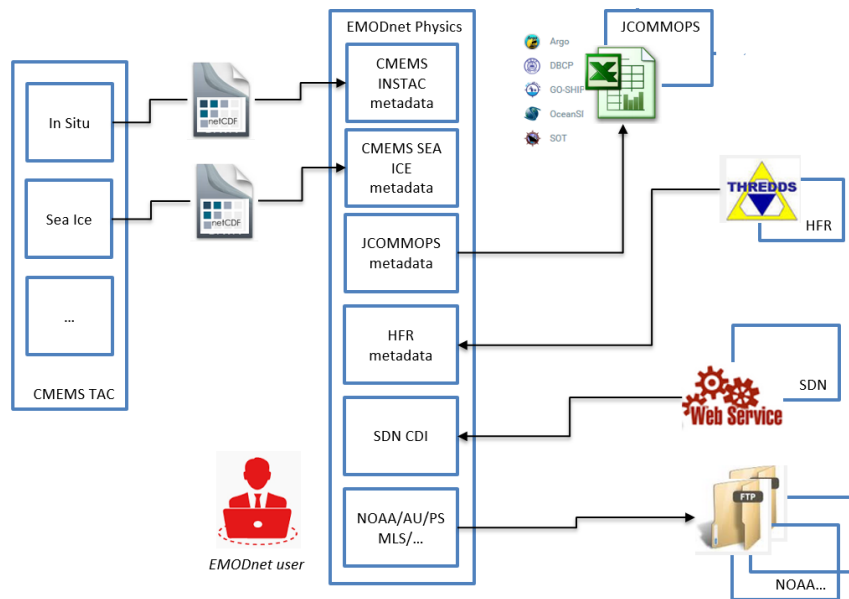 EMODnet Physics
JCOMMOPS
CMEMS
INSTAC
metadata
In Situ
netCDF
Argo
DBCP
GO-SHIP
OceanSI
SOT
CMEMS SEA
ICE
metadata
Sea Ice
netCDF
THREDDS
HFR
JCOMMOPS
metadata
...
HFR
metadata
CMEMS TAC
SDN
Web Service
SDN CDI
FTP
NOAA/AU/PS
MLS/...
EMODnet user
NOAA...